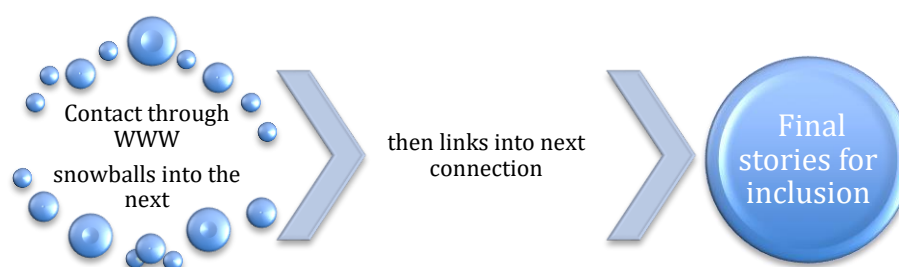 Contact through
WWW
snowballs into the
next
then links into next
connection
Final
stories for
inclusion